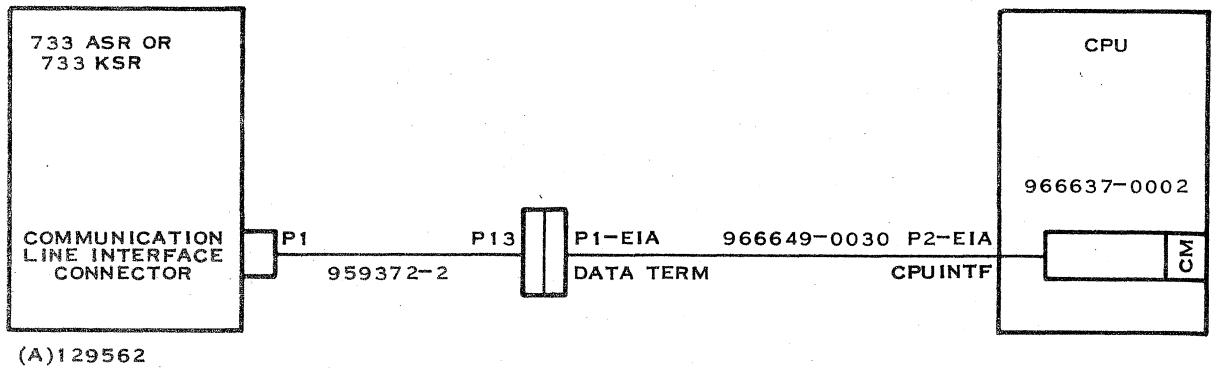 733 ASR OR
733 KSR
CPU
966637-0002
COMMUNICATION
LINE INTERFACE
CONNECTOR
P1
P13
P1-EIA
966649-0030
P2-EIA
959372-2
DATA TERM
CPUINTF
CM
(A)129562